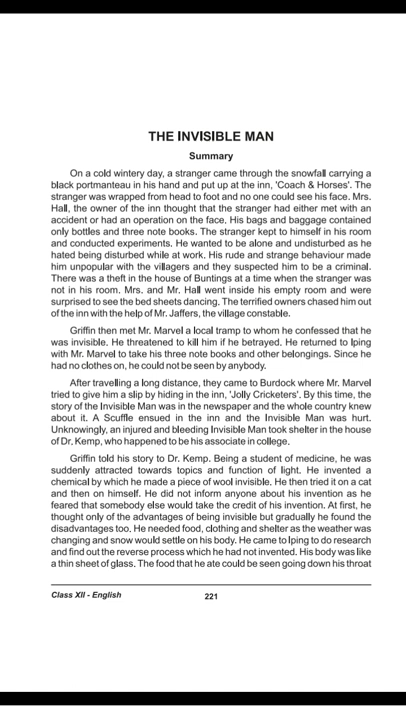 THE INVISIBLE MAN
Summary
On a cold wintery day, a stranger came through the snowfall carrying a
black portmanteau in his hand and put up at the inn, 'Coach & Horses'. The
stranger was wrapped from head to foot and no one could see his face. Mrs.
Hall, the owner of the inn thought that the stranger had either met with an
accident or had an operation on the face. His bags and baggage contained
only bottles and three note books. The stranger kept to himself in his room
and conducted experiments. He wanted to be alone and undisturbed as he
hated being disturbed while at work. His rude and strange behaviour made
him unpopular with the villagers and they suspected him to be a criminal.
There was a theft in the house of Buntings at a time when the stranger was
not in his room. Mrs. and Mr. Hall went inside his empty room and were
surprised to see the bed sheets dancing. The terrified owners chased him out
of the inn with the help of Mr. Jaffers, the village constable.
Griffin then met Mr. Marvel a local tramp to whom he confessed that he
was invisible. He threatened to kill him if he betrayed. He returned to Iping
with Mr. Marvel to take his three note books and other belongings. Since he
had no clothes on, he could not be seen by anybody.
After travelling a long distance, they came to Burdock where Mr. Marvel
tried to give him a slip by hiding in the inn, 'Jolly Cricketers'. By this time, the
story of the Invisible Man was in the newspaper and the whole country knew
about it. A Scuffle ensued in the inn and the Invisible Man was hurt.
Unknowingly, an injured and bleeding Invisible Man took shelter in the house
of Dr. Kemp, who happened to be his associate in college.
Griffin told his story to Dr. Kemp. Being a student of medicine, he was
suddenly attracted towards topics and function of light. He invented a
chemical by which he made a piece of wool invisible. He then tried it on a cat
and then on himself. He did not inform anyone about his invention as he
feared that somebody else would take the credit of his invention. At first, he
thought only of the advantages of being invisible but gradually he found the
disadvantages too. He needed food, clothing and shelter as the weather was
changing and snow would settle on his body. He came to Iping to do research
and find out the reverse process which he had not invented. His body was like
a thin sheet of glass. The food that he ate could be seen going down his throat
Class XII - English
221